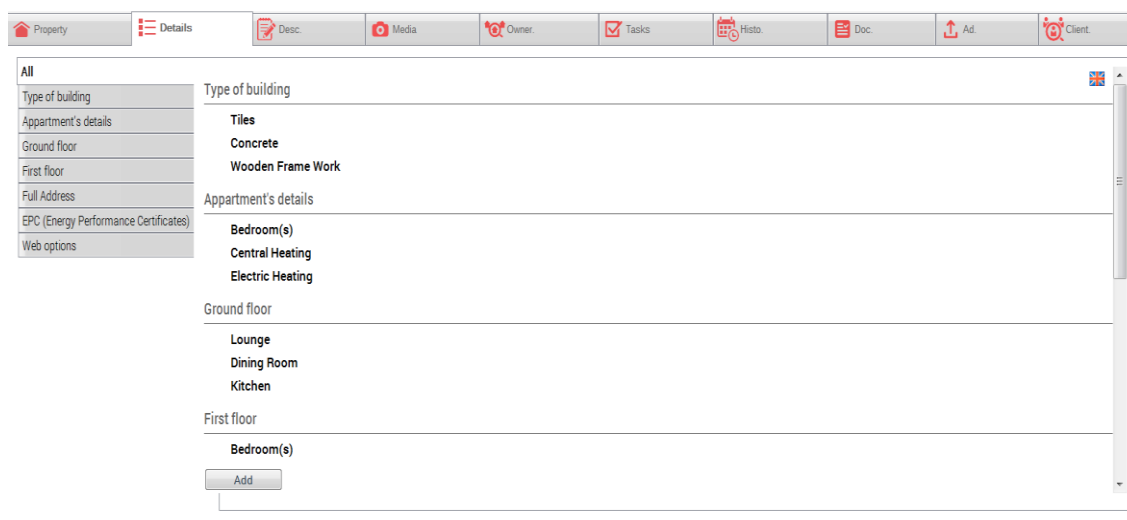 Property
Details
Desc.
Media
Owner.
Tasks
Histo.
Doc.
Ad.
Client.
All
Type of building
Appartment's details
Ground floor
First floor
Full Address
EPC (Energy Performance Certificates)
Web options
Type of building
Tiles
Concrete
Wooden Frame Work
Appartment's details
Bedroom(s)
Central Heating
Electric Heating
Ground floor
Lounge
Dining Room
Kitchen
First floor
Bedroom(s)
Add